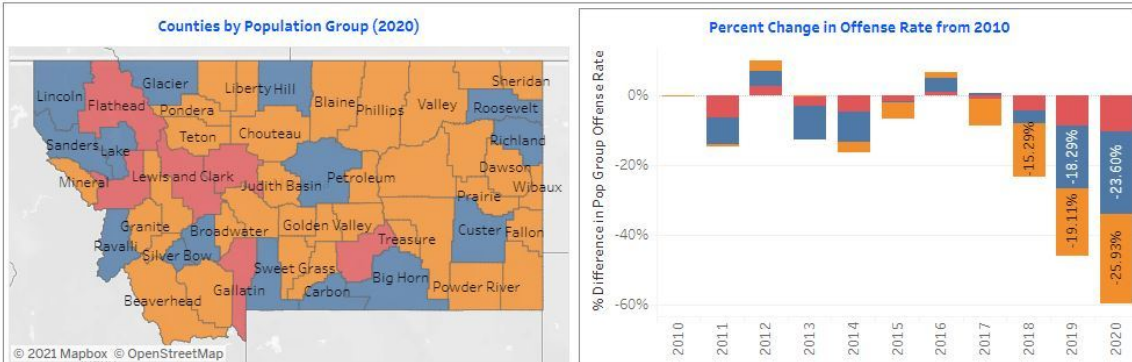 Counties by Population Group (2020)
Lincoln
Glacier
Flathead
Pondera
Liberty Hill
Blaine
Phillips
Valley
Sheridan
Roosevelt
Sanders
Lake
Teton
Chouteau
Richland
Mineral
Lewis and Clark
Judith Basin
Petroleum
Dawson
Prairie
Wibaux
Granite
Ravalli
Silver Bow
Broadwater
Golden Valley
Treasure
Custer
Fallon
Beaverhead
Gallatin
Sweet Grass
Carbon
Big Horn
Powder River
© 2021 Mapbox © OpenStreetMap
Percent Change in Offense Rate from 2010
% Difference in Pop Group Offense Rate
0%
-20%
-40%
-60%
-15.29%
-18.29%
-19.11%
-23.60%
-25.93%
2010
2011
2012
2013
2014
2015
2016
2017
2018
2019
2020